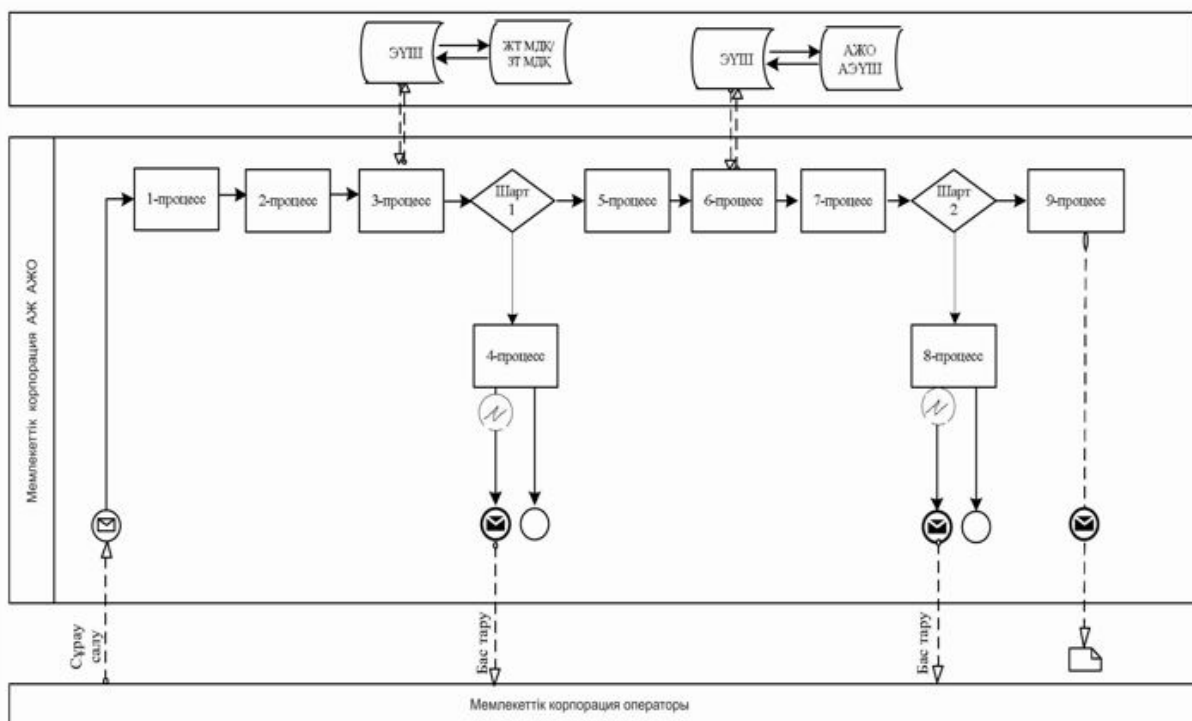 ЭҮШ
ЖТ МДҚ/
ЗТ МДҚ
ЭҮШ
АЖО
АЭҮШ
Мемлекеттік корпорация АЖ АЖО
1-процесс
2-процесс
3-процесс
Шарт
1
5-процесс
6-процесс
7-процесс
Шарт
2
9-процесс
4-процесс
8-процесс
Сұрау
салу
Бас тару
Бас тару
Мемлекеттік корпорация операторы